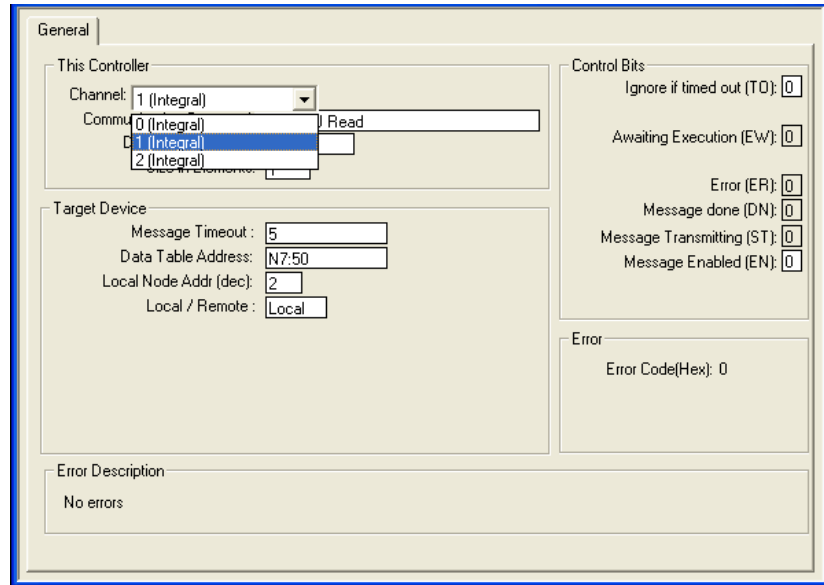 General
This Controller
Channel: 1 (Integral)
0 (Integral)
1 (Integral)
2 (Integral)
Read
Target Device
Message Timeout : 5
Data Table Address: N7:50
Local Node Addr (dec): 2
Local / Remote : Local
Control Bits
Ignore if timed out (TO): 0
Awaiting Execution (EW): 0
Error (ER): 0
Message done (DN): 0
Message Transmitting (ST): 0
Message Enabled (EN): 0
Error
Error Code(Hex): 0
Error Description
No errors